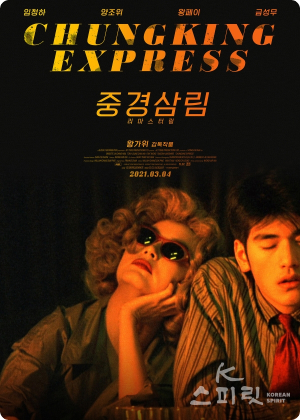 임청하 양조위 왕페이 금성무
CHUNGKING
EXPRESS
중경삼림
리마스터링
왕가위 감독작품
2021.03.04
K
스피릿 KOREAN
SPIRIT